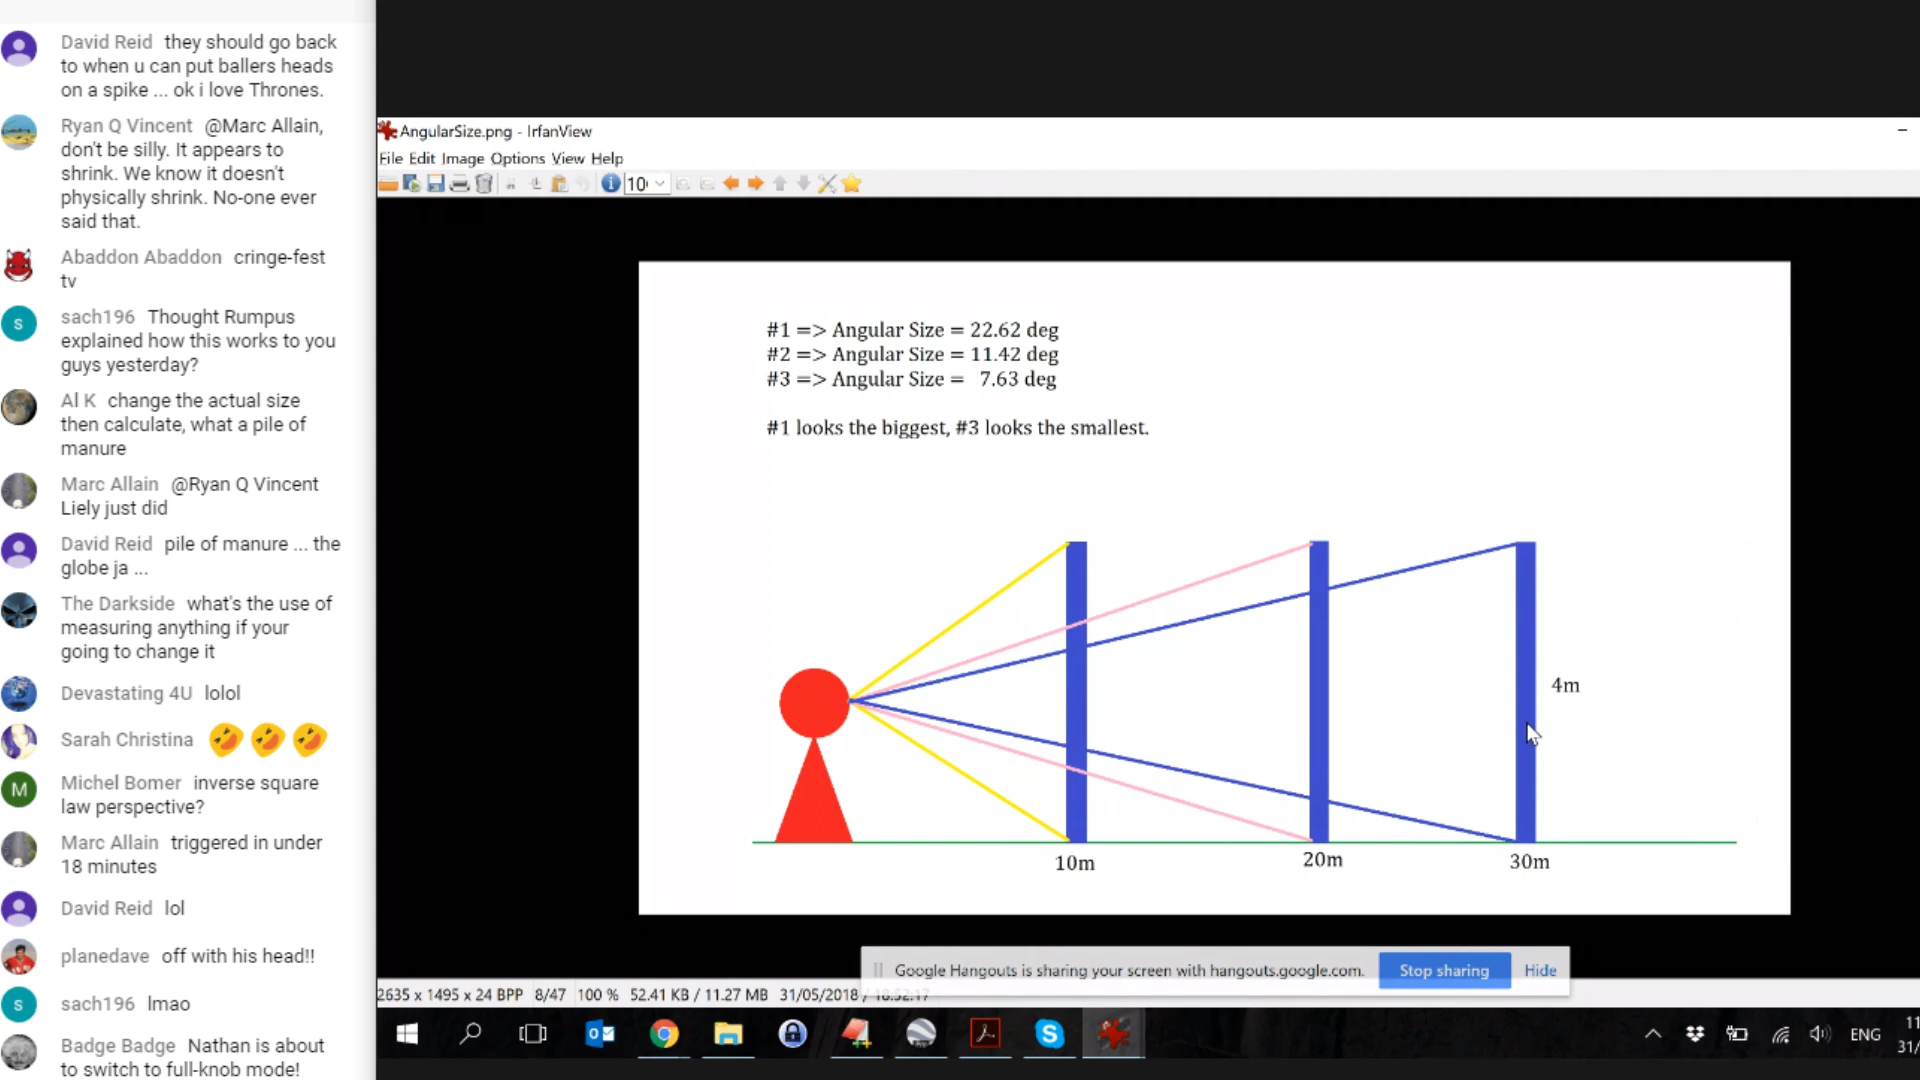 David Reid they should go back
to when u can put ballers heads
on a spike ... ok i love Thrones.
Ryan Q Vincent @Marc Allain,
don't be silly. It appears to
shrink. We know it doesn't
physically shrink. No-one ever
said that.
Abaddon Abaddon cringe-fest
tv
sach196 Thought Rumpus
explained how this works to you
guys yesterday?
Al K change the actual size
then calculate, what a pile of
manure
Marc Allain @Ryan Q Vincent
Liely just did
David Reid pile of manure ... the
globe ja ...
The Darkside what's the use of
measuring anything if your
going to change it
Devastating 4U lolol
Sarah Christina
Michel Bomer inverse square
law perspective?
Marc Allain triggered in under
18 minutes
David Reid lol
planedave off with his head!!
sach196 lmao
Badge Badge Nathan is about
to switch to full-knob mode!
AngularSize.png - IrfanView
File Edit Image Options View Help
#1 => Angular Size = 22.62 deg
#2 => Angular Size = 11.42 deg
#3 => Angular Size = 7.63 deg
#1 looks the biggest, #3 looks the smallest.
4m
10m 20m 30m
Google Hangouts is sharing your screen with hangouts.google.com. Stop sharing Hide
2635 x 1495 x 24 BPP 8/47 100 % 52.41 KB / 11.27 MB 31/05/2018 / 18:52:17
ENG